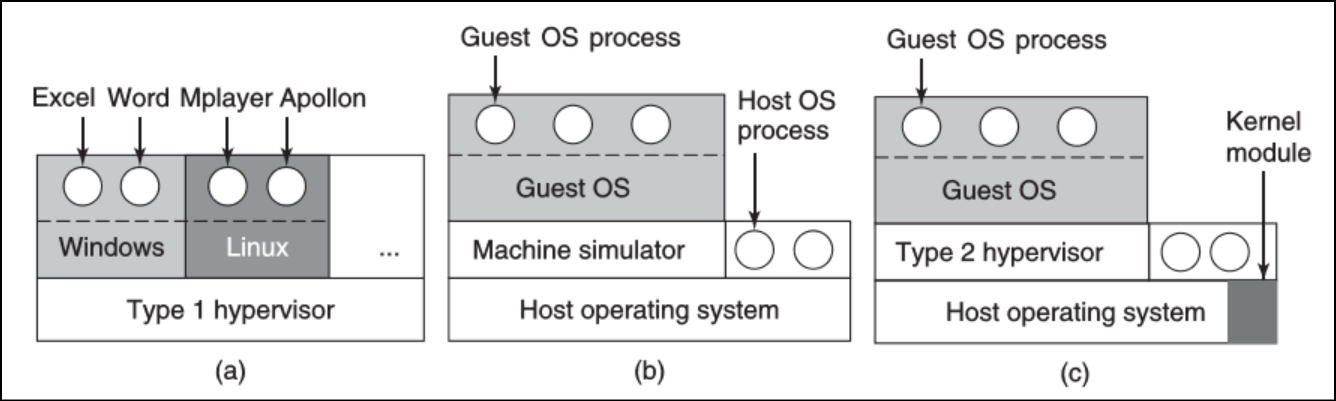 Excel Word Mplayer Apollon
Windows
Linux
...
Type 1 hypervisor
(a)
Guest OS process
Host OS
process
Guest OS
Machine simulator
Host operating system
(b)
Guest OS process
Kernel
module
Guest OS
Type 2 hypervisor
Host operating system
(c)